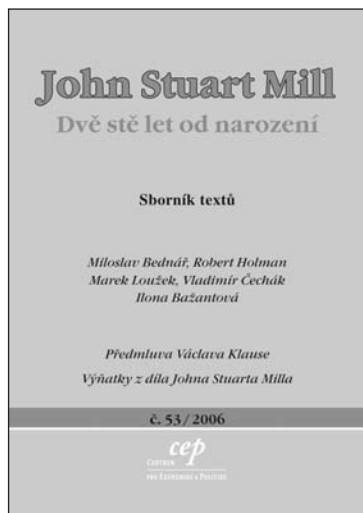 John Stuart Mill
Dvě stě let od narození
Sborník textů
Miloslav Bednář, Robert Holman
Marek Loužek, Vladimír Čechák
Ilona Bažantová
Předmluva Václava Klause
Výňatky z díla Johna Stuarta Milla
č. 53/2006
cep
CENTRUM
PRO EKONOMIKU A POLITIKU